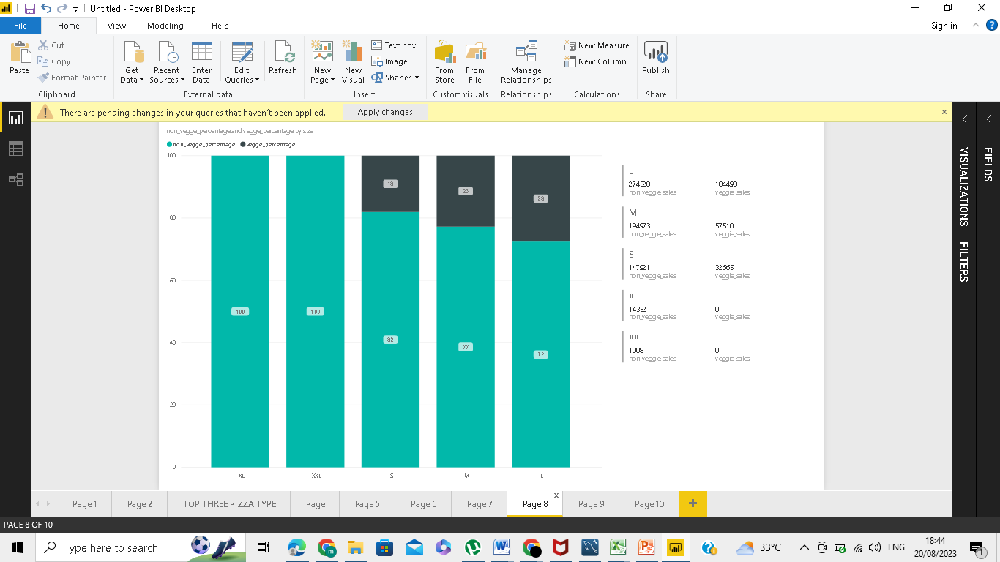 Untitled - Power BI Desktop
File Home View Modeling Help Sign in
Paste
Cut
Copy
Format Painter
Clipboard
Get Data
Recent Sources
Enter Data
Edit Queries
Refresh
External data
New Page
New Visual
Text box
Image
Shapes
Insert
From Store
From File
Custom visuals
Manage Relationships
Relationships
New Measure
New Column
Calculations
Publish
Share
There are pending changes in your queries that haven't been applied. Apply changes
non_vegge_percentage and vegge_percentage by size
non_vegge_percentage vegge_percentage
100
80
60
40
20
0
100
100
18
82
23
77
28
72
XL XXL S M L
L
274528 104493
non_veggie_sales veggie_sales
M
194973 57510
non_veggie_sales veggie_sales
S
147921 32665
non_veggie_sales veggie_sales
XL
14352 0
non_veggie_sales veggie_sales
XXL
1008 0
non_veggie_sales veggie_sales
VISUALIZATIONS
FILTERS
FIELDS
Page 1 Page 2 TOP THREE PIZZA TYPE Page Page 5 Page 6 Page 7 Page 8 Page 9 Page 10
PAGE 8 OF 10
Type here to search
33°C ENG
18:44
20/08/2023
1